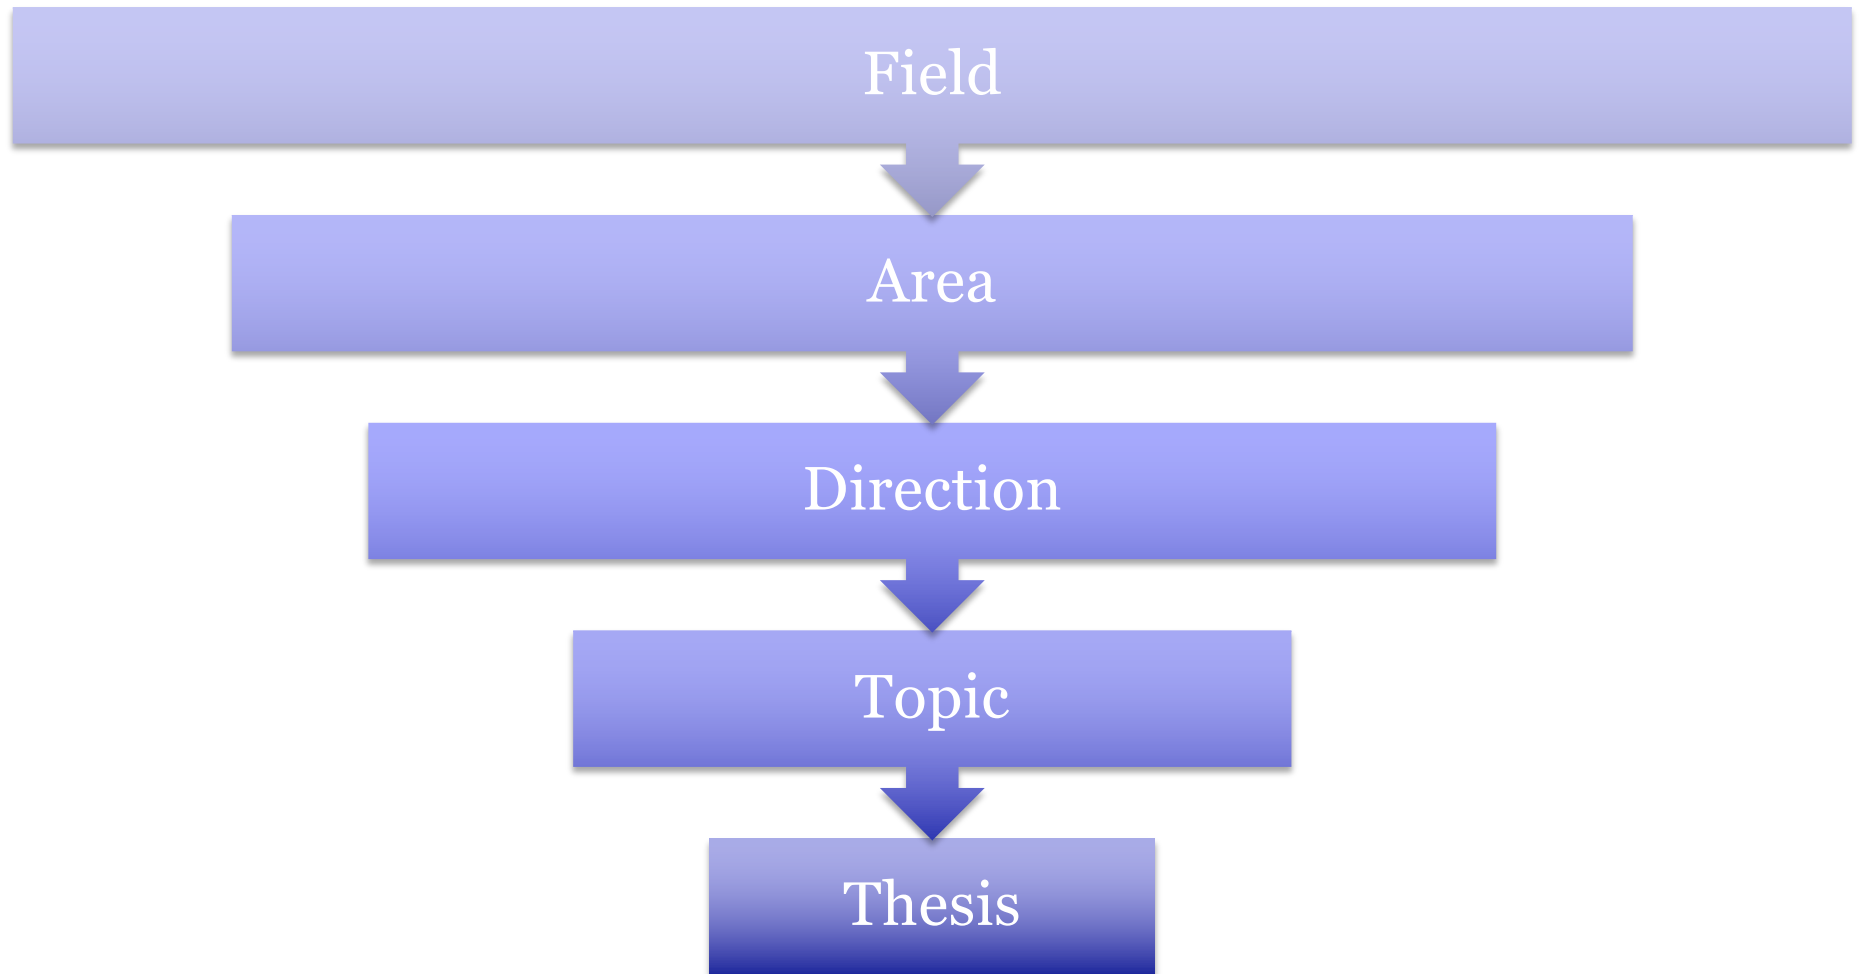 Field
Area
Direction
Topic
Thesis